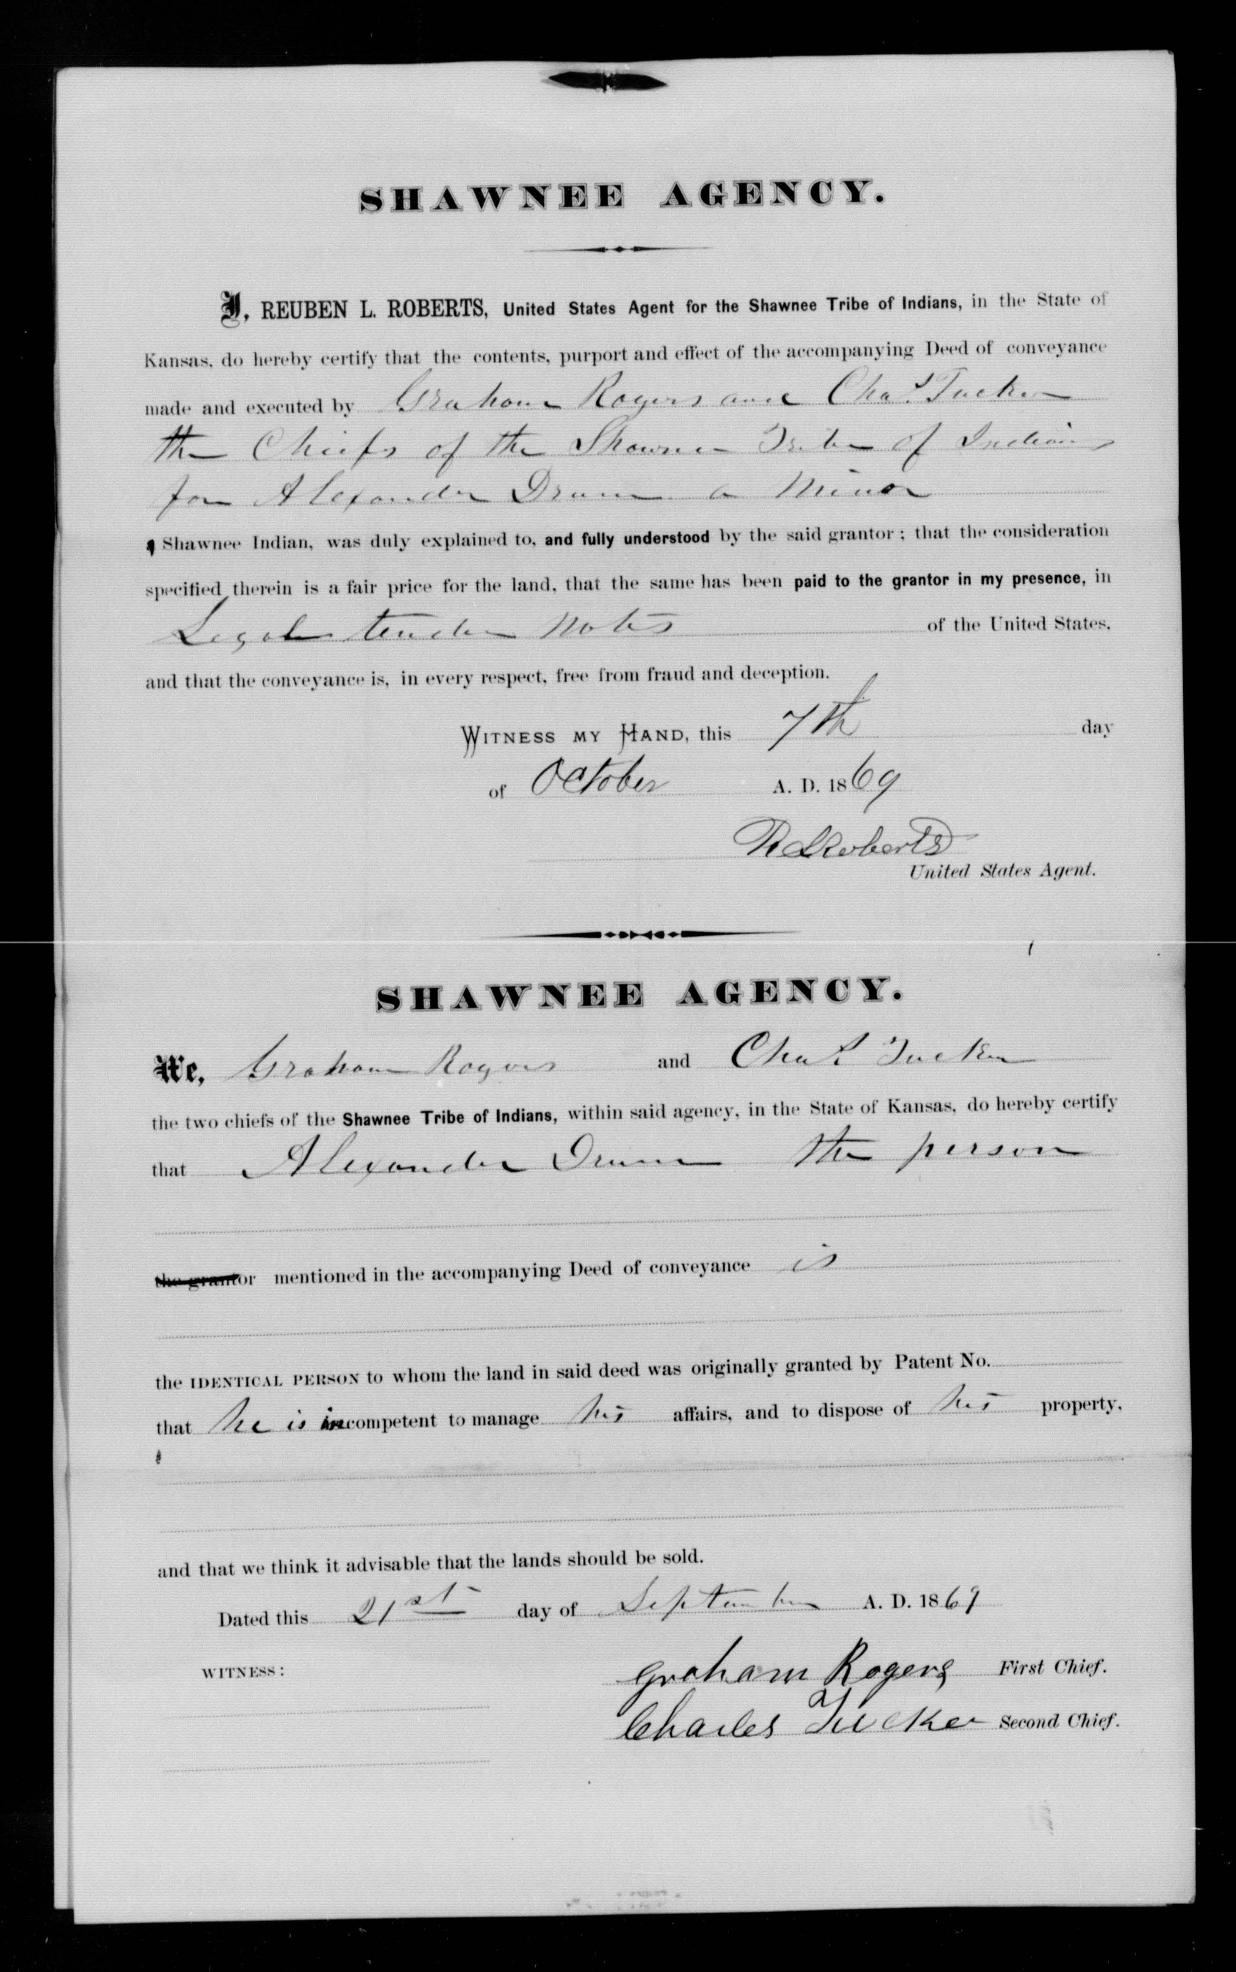 SHAWNEE AGENCY.
I, REUBEN L. ROBERTS, United States Agent for the Shawnee Tribe of Indians, in the State of
Kansas, do hereby certify that the contents, purport and effect of the accompanying Deed of conveyance
made and executed by Graham Rogers and Chas. Tucker
the Chiefs of the Shawnee Tribe of Indians
for Alexander Drum a Minor
Shawnee Indian, was duly explained to, and fully understood by the said grantor; that the consideration
specified therein is a fair price for the land, that the same has been paid to the grantor in my presence, in
Legal tender Notes of the United States,
and that the conveyance is, in every respect, free from fraud and deception.
WITNESS MY HAND, this 7th day
of October A. D. 1869
R L Roberts
United States Agent.
SHAWNEE AGENCY.
We, Graham Rogers and Chas Tucker
the two chiefs of the Shawnee Tribe of Indians, within said agency, in the State of Kansas, do hereby certify
that Alexander Drum the person
the grantor mentioned in the accompanying Deed of conveyance is
the IDENTICAL PERSON to whom the land in said deed was originally granted by Patent No.
that he is incompetent to manage his affairs, and to dispose of his property,
and that we think it advisable that the lands should be sold.
Dated this 21st day of September A. D. 1869
WITNESS: Graham Rogers First Chief.
Charles Tucker Second Chief.